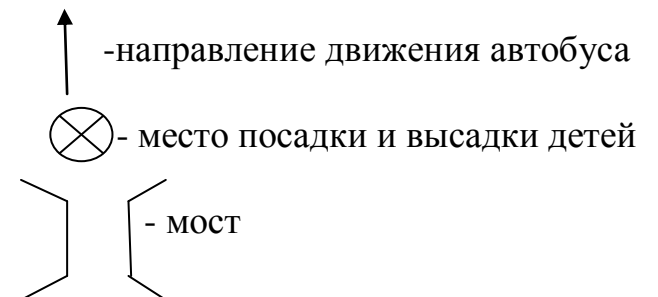 -направление движения автобуса
- место посадки и высадки детей
- мост